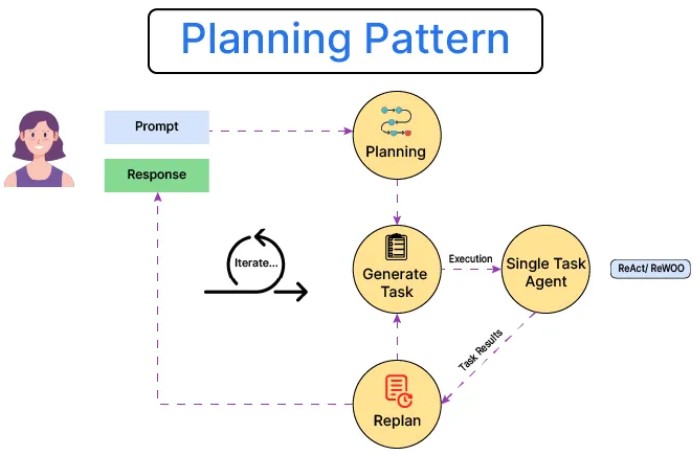 Planning Pattern
Prompt
Response
Planning
Iterate...
Generate
Task
Execution
Single Task
Agent
ReAct/ ReWOO
Task Results
Replan